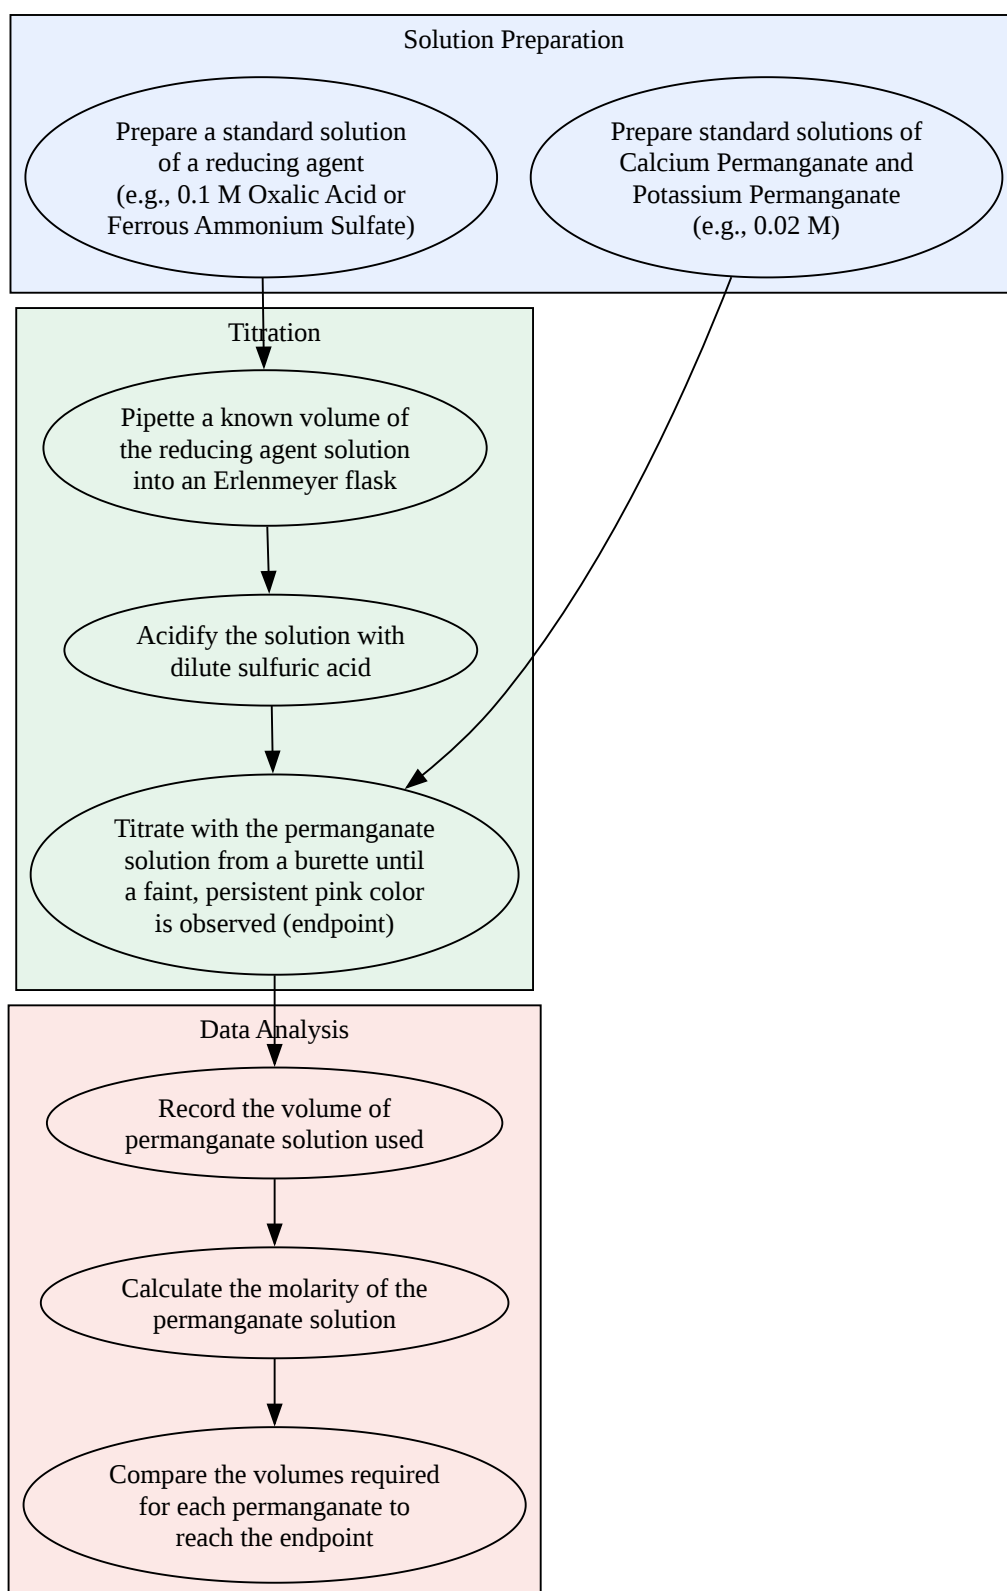 Solution Preparation
Prepare a standard solution
of a reducing agent
(e.g., 0.1 M Oxalic Acid or
Ferrous Ammonium Sulfate)
Prepare standard solutions of
Calcium Permanganate and
Potassium Permanganate
(e.g., 0.02 M)
Titration
Pipette a known volume of
the reducing agent solution
into an Erlenmeyer flask
Acidify the solution with
dilute sulfuric acid
Titrate with the permanganate
solution from a burette until
a faint, persistent pink color
is observed (endpoint)
Data Analysis
Record the volume of
permanganate solution used
Calculate the molarity of the
permanganate solution
Compare the volumes required
for each permanganate to
reach the endpoint